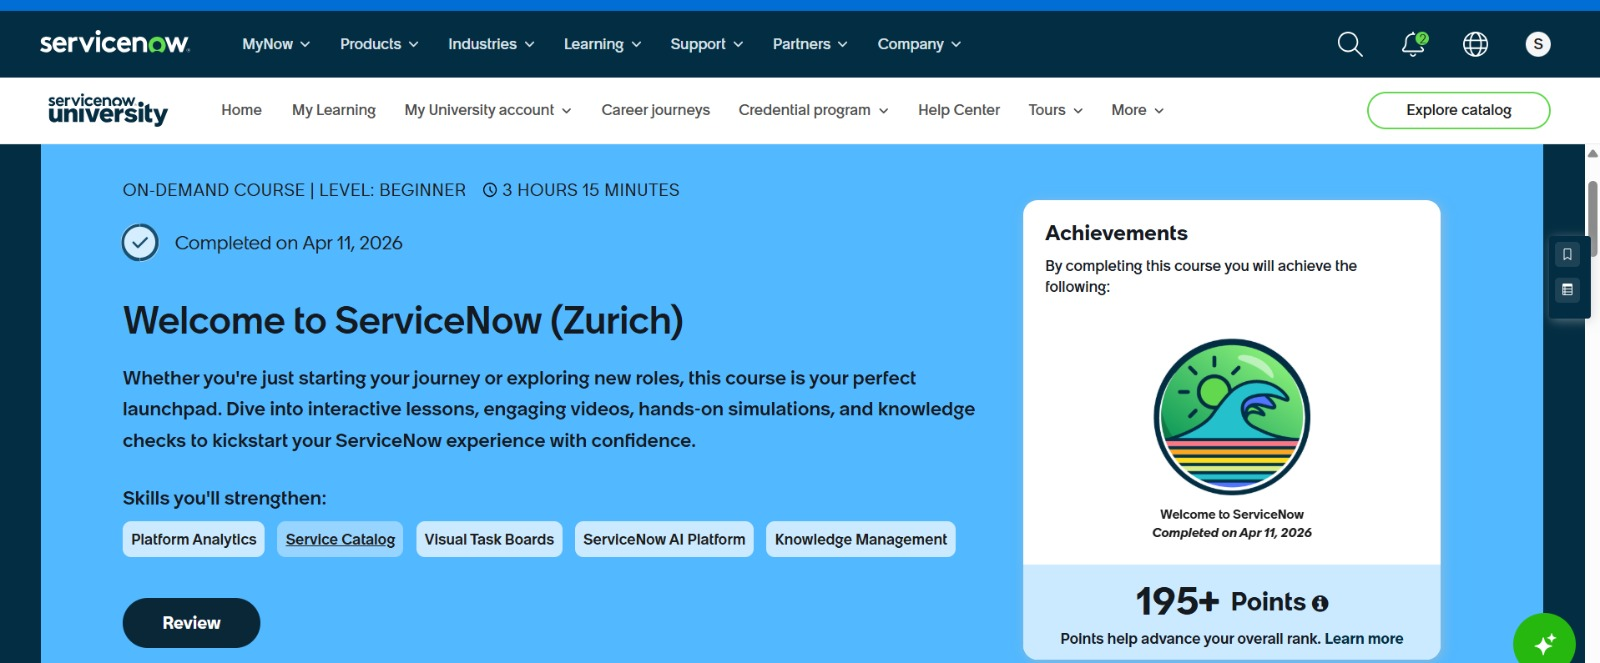 servicenow
MyNow Products Industries Learning Support Partners Company
2
S
servicenow
university
Home My Learning My University account Career journeys Credential program Help Center Tours More
Explore catalog
ON-DEMAND COURSE | LEVEL: BEGINNER 3 HOURS 15 MINUTES
Completed on Apr 11, 2026
Welcome to ServiceNow (Zurich)
Whether you're just starting your journey or exploring new roles, this course is your perfect
launchpad. Dive into interactive lessons, engaging videos, hands-on simulations, and knowledge
checks to kickstart your ServiceNow experience with confidence.
Skills you'll strengthen:
Platform Analytics Service Catalog Visual Task Boards ServiceNow AI Platform Knowledge Management
Review
Achievements
By completing this course you will achieve the
following:
Welcome to ServiceNow
Completed on Apr 11, 2026
195+ Points
Points help advance your overall rank. Learn more